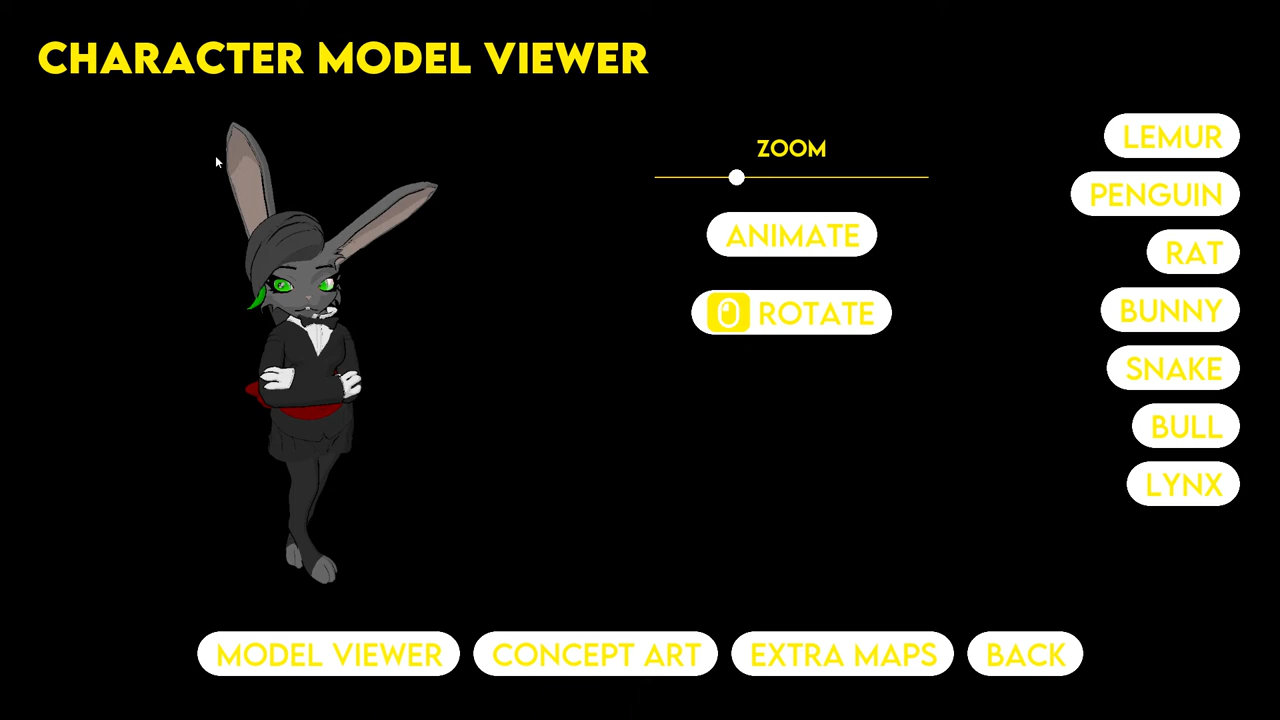 CHARACTER MODEL VIEWER
ZOOM
ANIMATE
ROTATE
LEMUR
PENGUIN
RAT
BUNNY
SNAKE
BULL
LYNX
MODEL VIEWER
CONCEPT ART
EXTRA MAPS
BACK